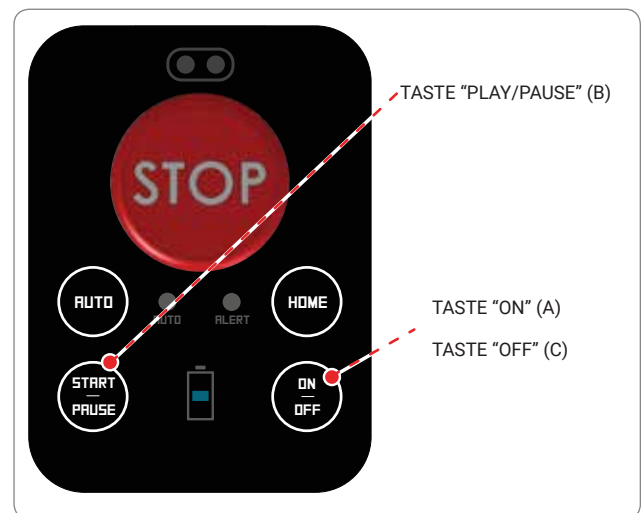 TASTE “PLAY/PAUSE” (B)
STOP
AUTO
AUTO
ALERT
HOME
TASTE “ON” (A)
TASTE “OFF” (C)
START
PAUSE
ON
OFF